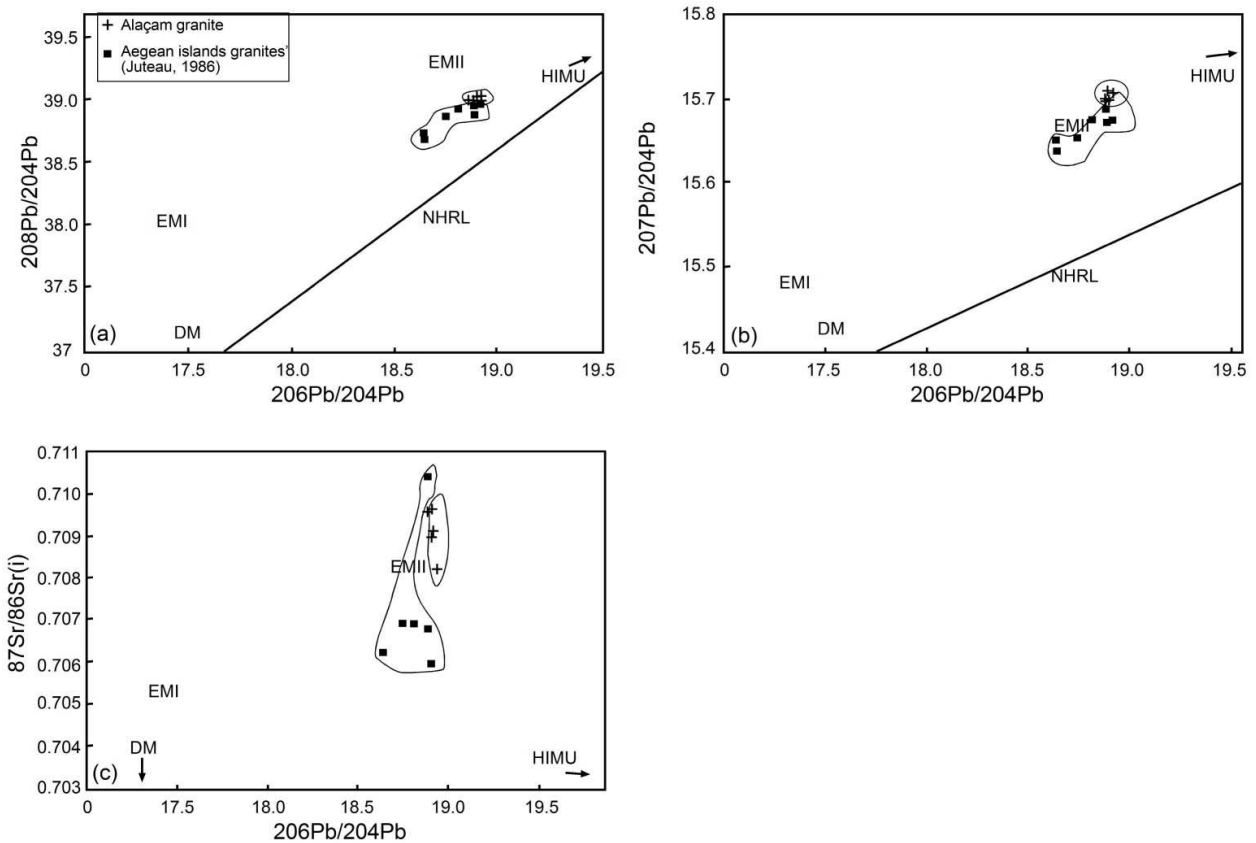 39.5
39.0
38.5
38.0
37.5
37
208Pb/204Pb
+ Alaçam granite
■ Aegean islands granites'
(Juteau, 1986)
EMII
HIMU
NHRL
EMI
DM
(a)
0 17.5 18.0 18.5 19.0 19.5
206Pb/204Pb
15.8
15.7
15.6
15.5
15.4
207Pb/204Pb
HIMU
EMII
NHRL
EMI
DM
(b)
0 17.5 18.0 18.5 19.0 19.5
206Pb/204Pb
0.711
0.710
0.709
0.708
0.707
0.706
0.705
0.704
0.703
87Sr/86Sr(i)
EMII
EMI
DM
HIMU
(c)
0 17.5 18.0 18.5 19.0 19.5
206Pb/204Pb